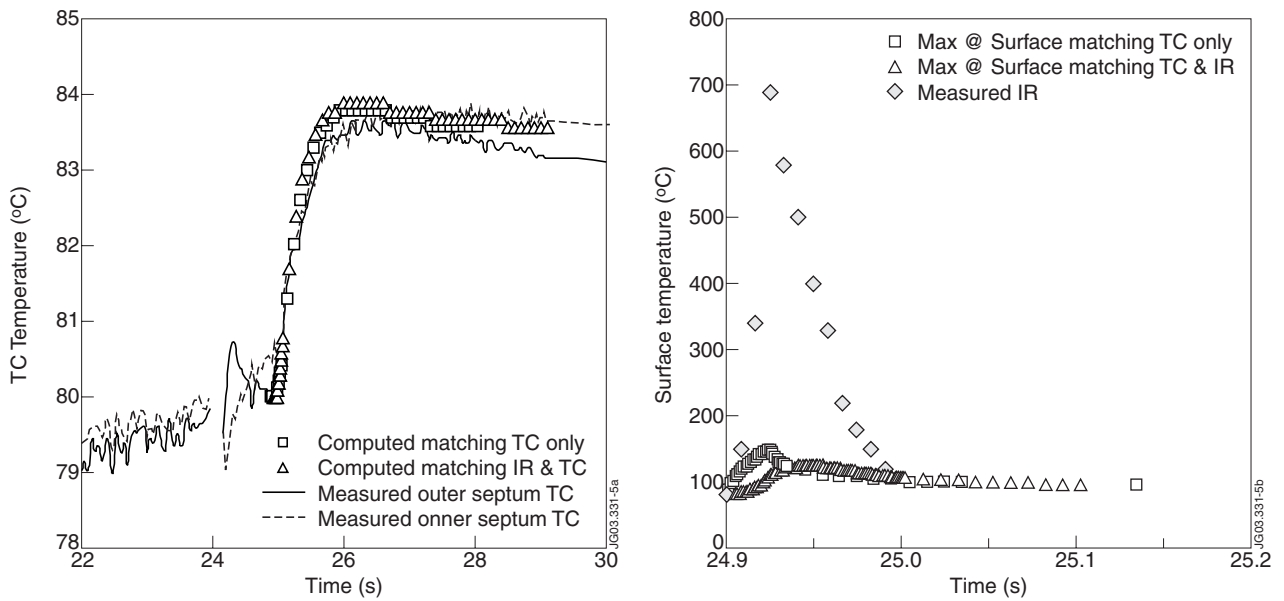 85
84
83
82
81
80
79
78
TC Temperature (ºC)
22
24
26
28
30
Time (s)
Computed matching TC only
Computed matching IR & TC
Measured outer septum TC
Measured onner septum TC
JG03.331-5a
800
700
600
500
400
300
200
100
0
Surface temperature (ºC)
24.9
25.0
25.1
25.2
Time (s)
Max @ Surface matching TC only
Max @ Surface matching TC & IR
Measured IR
JG03.331-5b